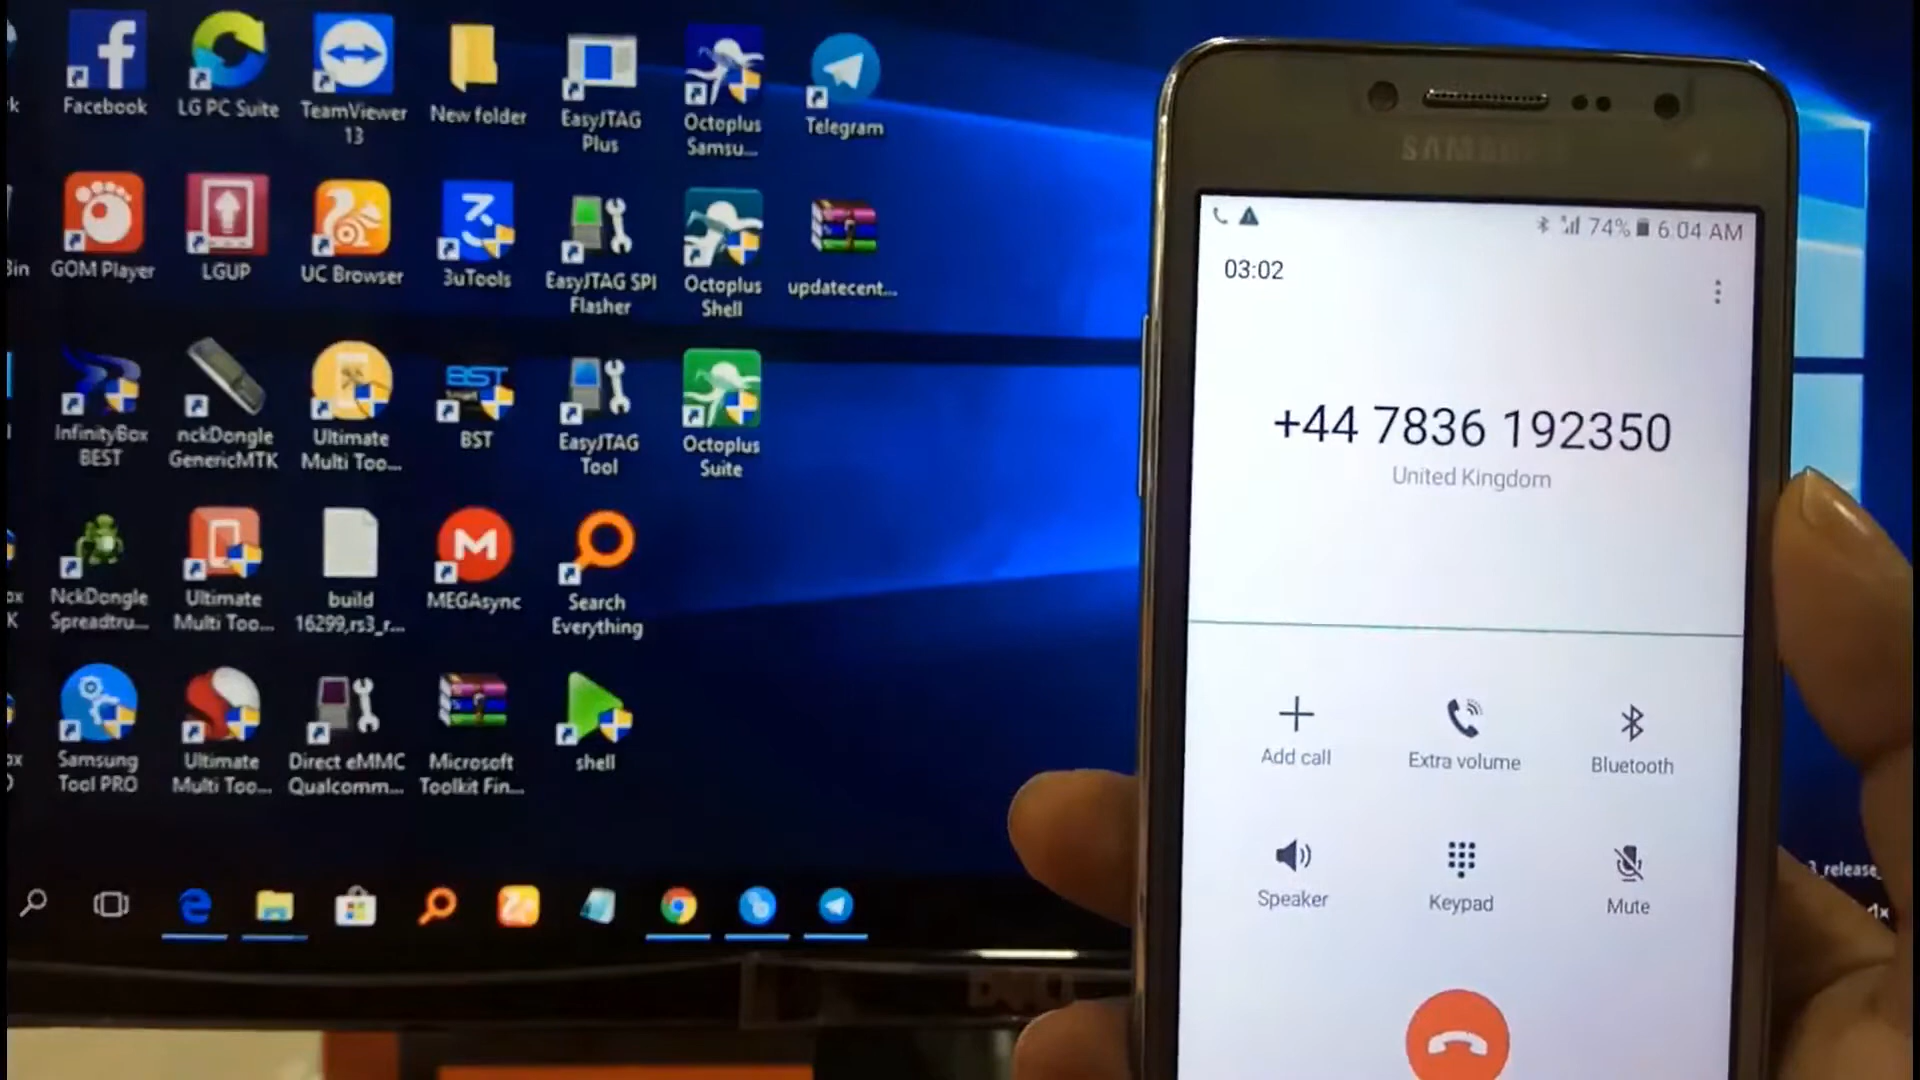 Facebook
LG PC Suite
TeamViewer
13
New folder
EasyJTAG
Plus
Octoplus
Samsu...
Telegram
GOM Player
LGUP
UC Browser
3uTools
EasyJTAG SPI
Flasher
Octoplus
Shell
updatecent...
InfinityBox
BEST
nckDongle
GenericMTK
Ultimate
Multi Too...
BST
EasyJTAG
Tool
Octoplus
Suite
NckDongle
Spreadtru...
Ultimate
Multi Too...
build
16299,rs3_r...
MEGAsync
Search
Everything
Samsung
Tool PRO
Ultimate
Multi Too...
Direct eMMC
Qualcomm...
Microsoft
Toolkit Fin...
shell
SAMSUNG
74% 6:04 AM
03:02
+44 7836 192350
United Kingdom
Add call
Extra volume
Bluetooth
Speaker
Keypad
Mute
3_release_